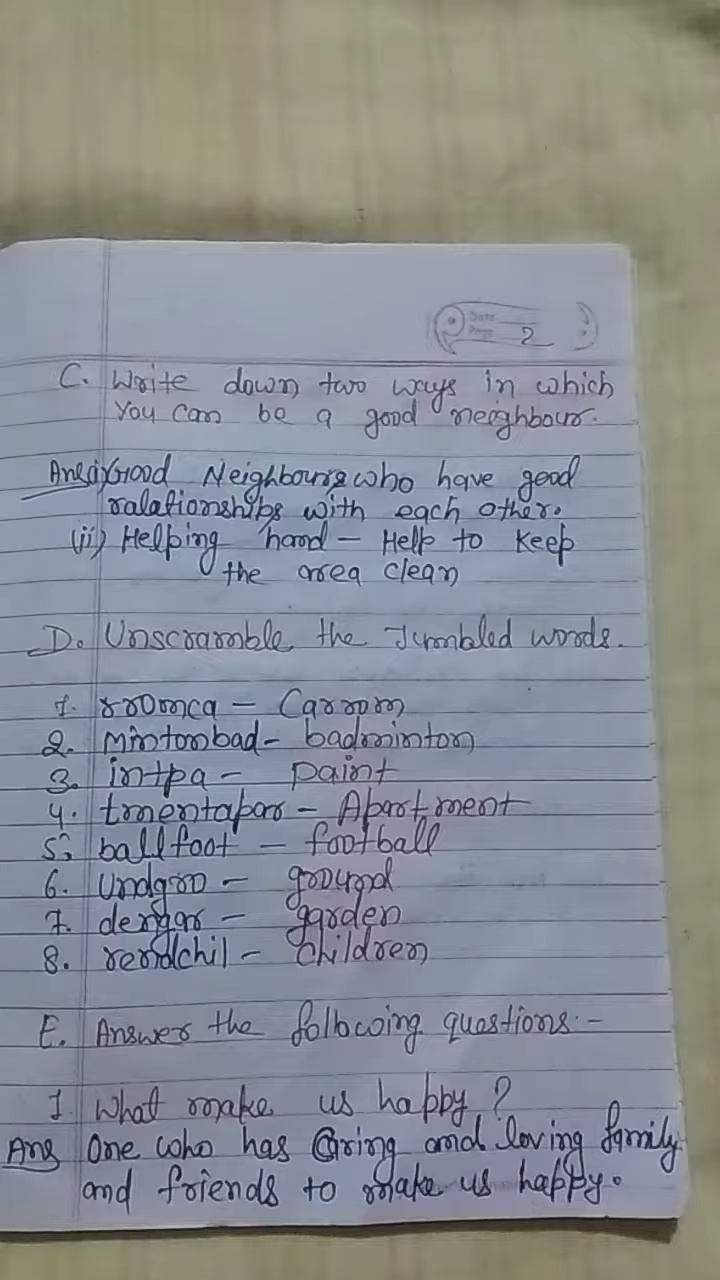 Date
Page 2
C. Write down two ways in which
You can be a good neighbour.
Ans(i) Good Neighbours who have good
ralationships with each other.
(ii) Helping hand - Help to Keep
the area clean
D. Unscramble the Jumbled words.
1. rromca - Carrom
2. Mintonbad - badminton
3. intpa - paint
4. tmentapar - Apartment
5. ballfoot - football
6. Undgro - ground
7. dengar - garden
8. rendchil - children
E. Answer the following questions:-
1. What make us happy ?
Ans One who has Caring and loving family
and friends to make us happy.